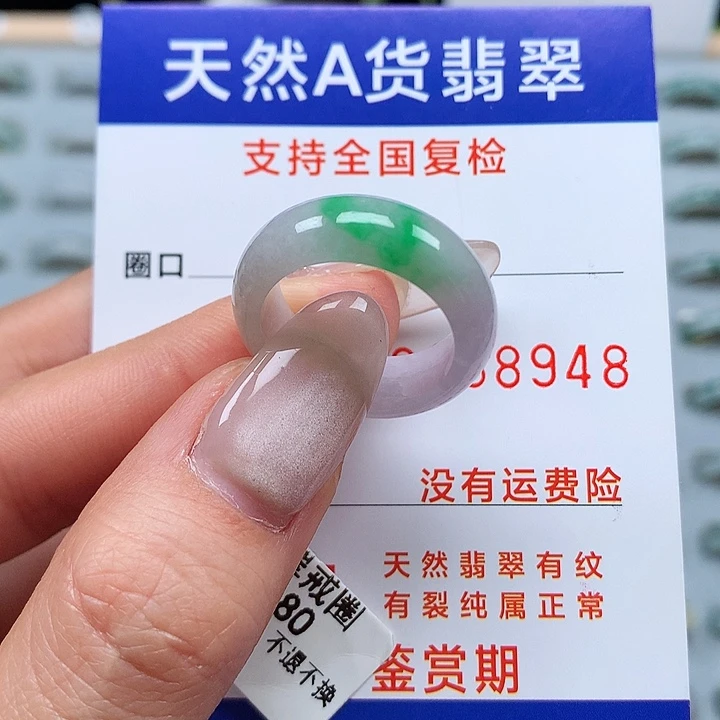 天然A货翡翠
支持全国复检
圈口
8948
没有运费险
天然翡翠有纹
有裂纯属正常
鉴赏期
戒圈
80
不退不换